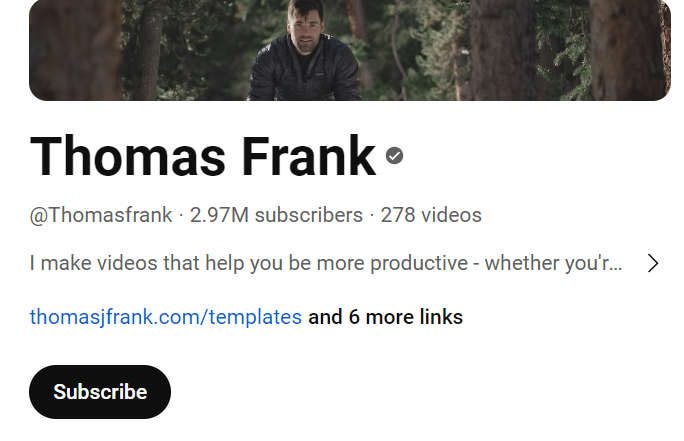 Thomas Frank
@Thomasfrank · 2.97M subscribers · 278 videos
I make videos that help you be more productive - whether you'r...
thomasjfrank.com/templates and 6 more links
Subscribe